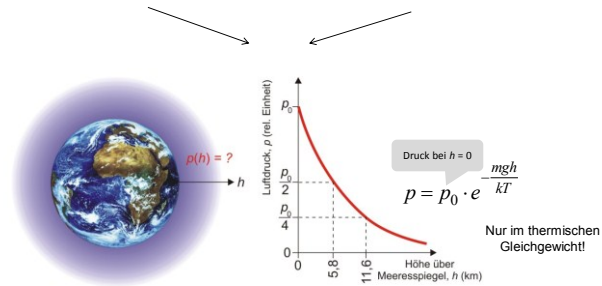 p(h) = ?
h
Luftdruck, p (rel. Einheit)
p₀
p₀
2
p₀
4
0
0
5,8
11,6
Höhe über
Meeresspiegel, h (km)
Druck bei h = 0
p = p₀ · e^(-mgh/kT)
Nur im thermischen
Gleichgewicht!